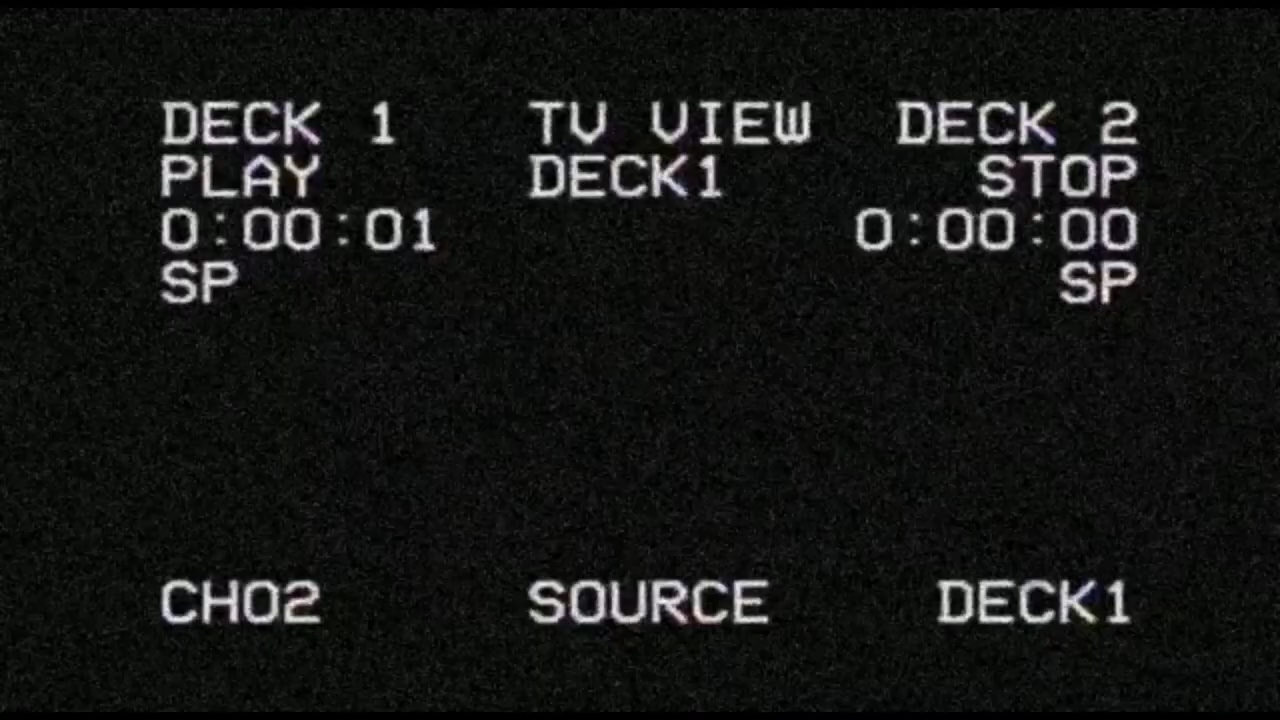 DECK 1 TV VIEW DECK 2
PLAY DECK1 STOP
0:00:01 0:00:00
SP SP
CH02 SOURCE DECK1